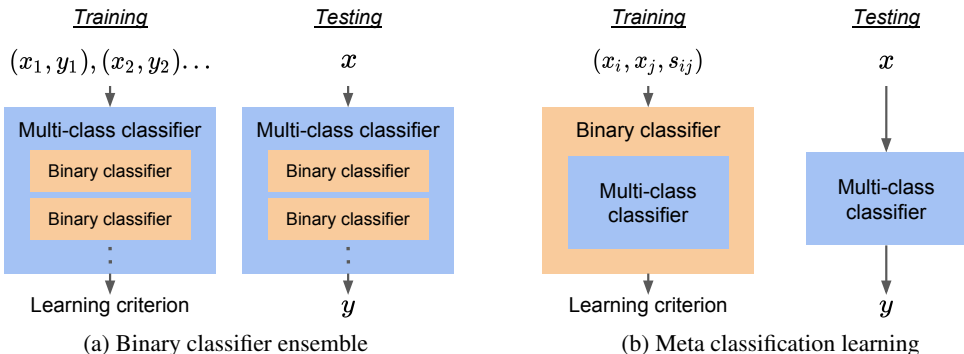 Training Testing Training Testing
(x₁, y₁), (x₂, y₂)... x (xᵢ, xⱼ, sᵢⱼ) x
Multi-class classifier Multi-class classifier Binary classifier
Binary classifier Binary classifier Multi-class classifier Multi-class classifier
Binary classifier Binary classifier
Learning criterion y Learning criterion y
(a) Binary classifier ensemble (b) Meta classification learning